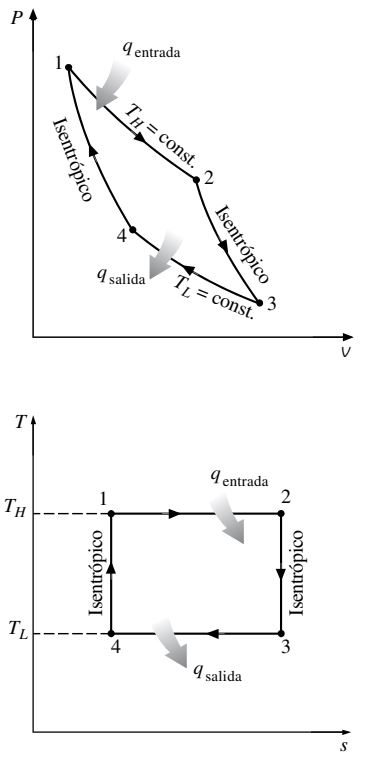 P
q entrada
1
T_H = const.
Isentrópico
2
Isentrópico
4
q salida
T_L = const.
3
v
T
q entrada
1
2
T_H
Isentrópico
Isentrópico
T_L
4
3
q salida
s